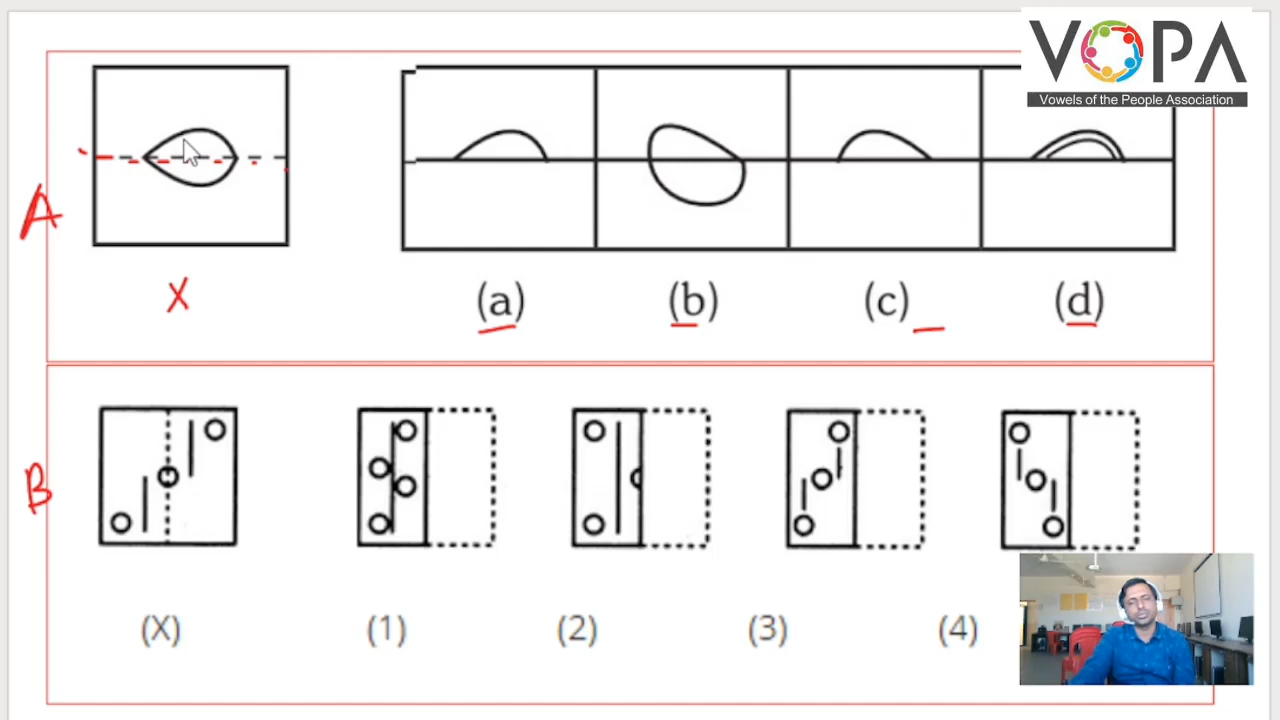 VOPA
Vowels of the People Association
A
X
(a) (b) (c) (d)
B
(X) (1) (2) (3) (4)